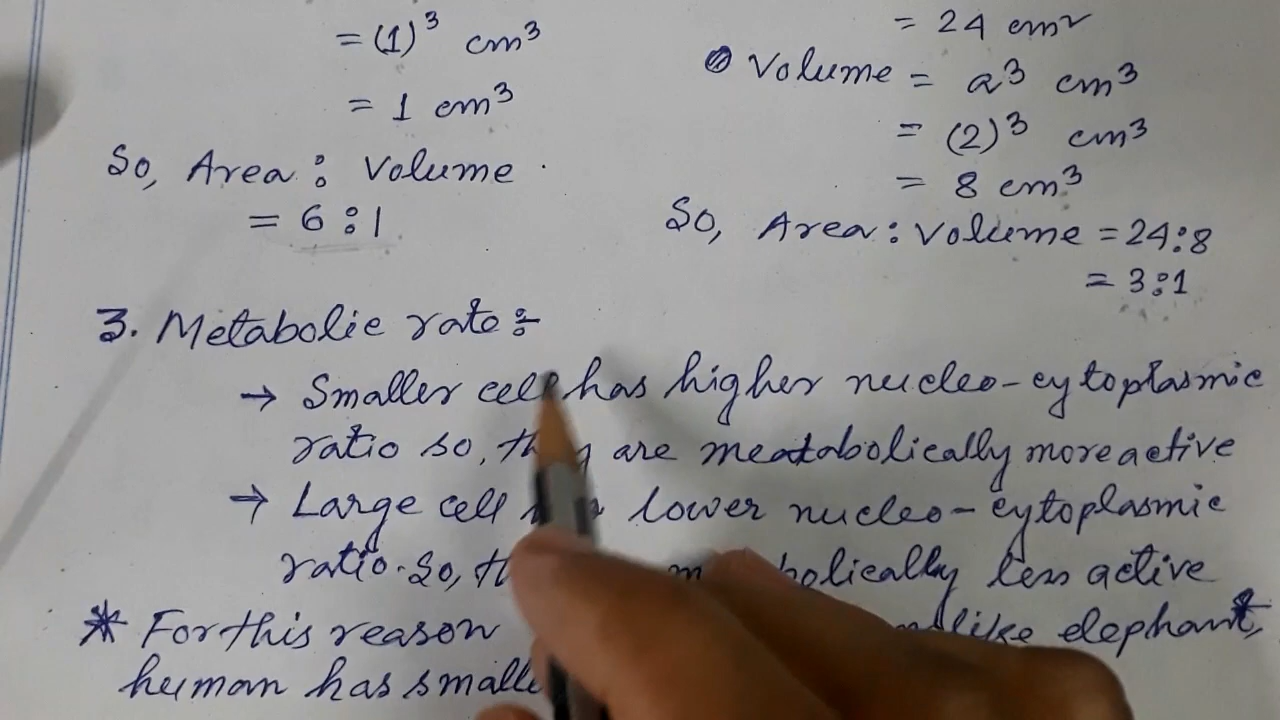 = (1)³ cm³
= 1 cm³
So, Area : Volume
= 6 : 1
= 24 cm²
Volume = a³ cm³
= (2)³ cm³
= 8 cm³
So, Area : Volume = 24:8
= 3:1
3. Metabolic rate :-
→ Smaller cell has higher nucleo-cytoplasmic
ratio so, they are meatabolically more active
→ Large cell lower nucleo-cytoplasmic
ratio. So, less active
* For this reason like elephant,
human has